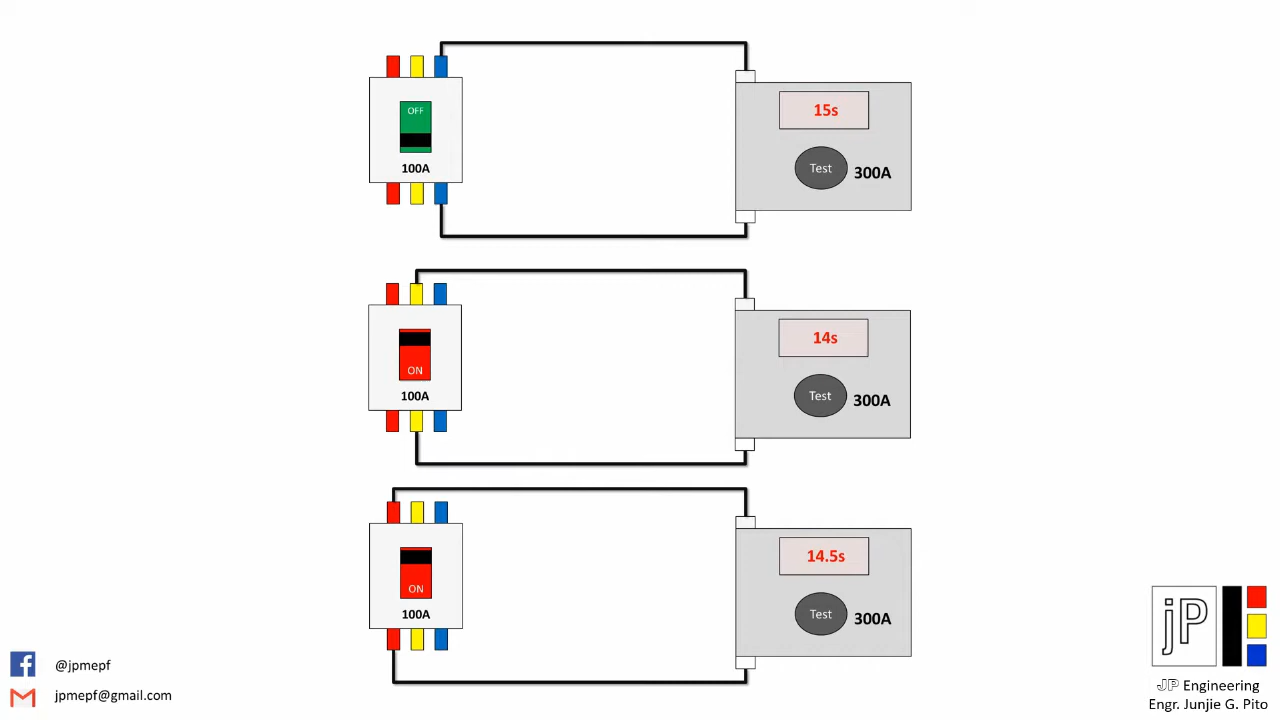 OFF
100A
15s
Test
300A
ON
100A
14s
Test
300A
ON
100A
14.5s
Test
300A
@jpmepf
jpmepf@gmail.com
jP
JP Engineering
Engr. Junjie G. Pito